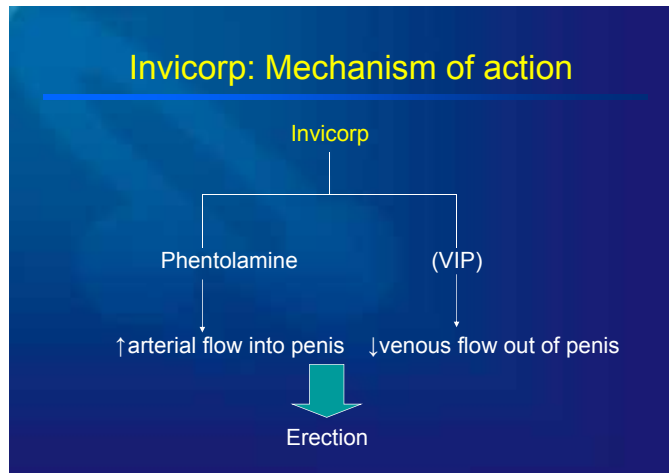 Invicorp: Mechanism of action
Invicorp
Phentolamine
(VIP)
↑arterial flow into penis
↓venous flow out of penis
Erection